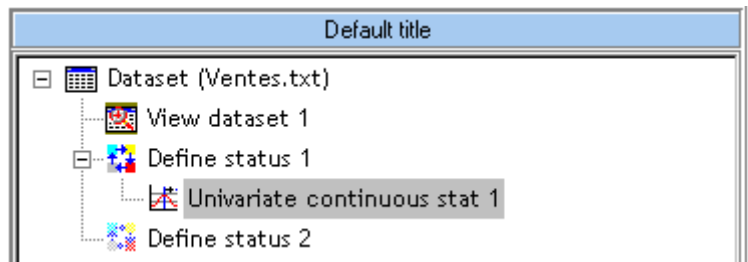 Default title
Dataset (Ventes.txt)
View dataset 1
Define status 1
Univariate continuous stat 1
Define status 2